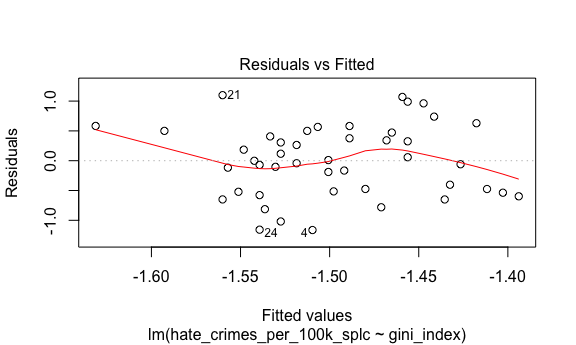 Residuals vs Fitted
Residuals
1.0
0.0
-1.0
21
24
4
-1.60
-1.55
-1.50
-1.45
-1.40
Fitted values
lm(hate_crimes_per_100k_splc ~ gini_index)